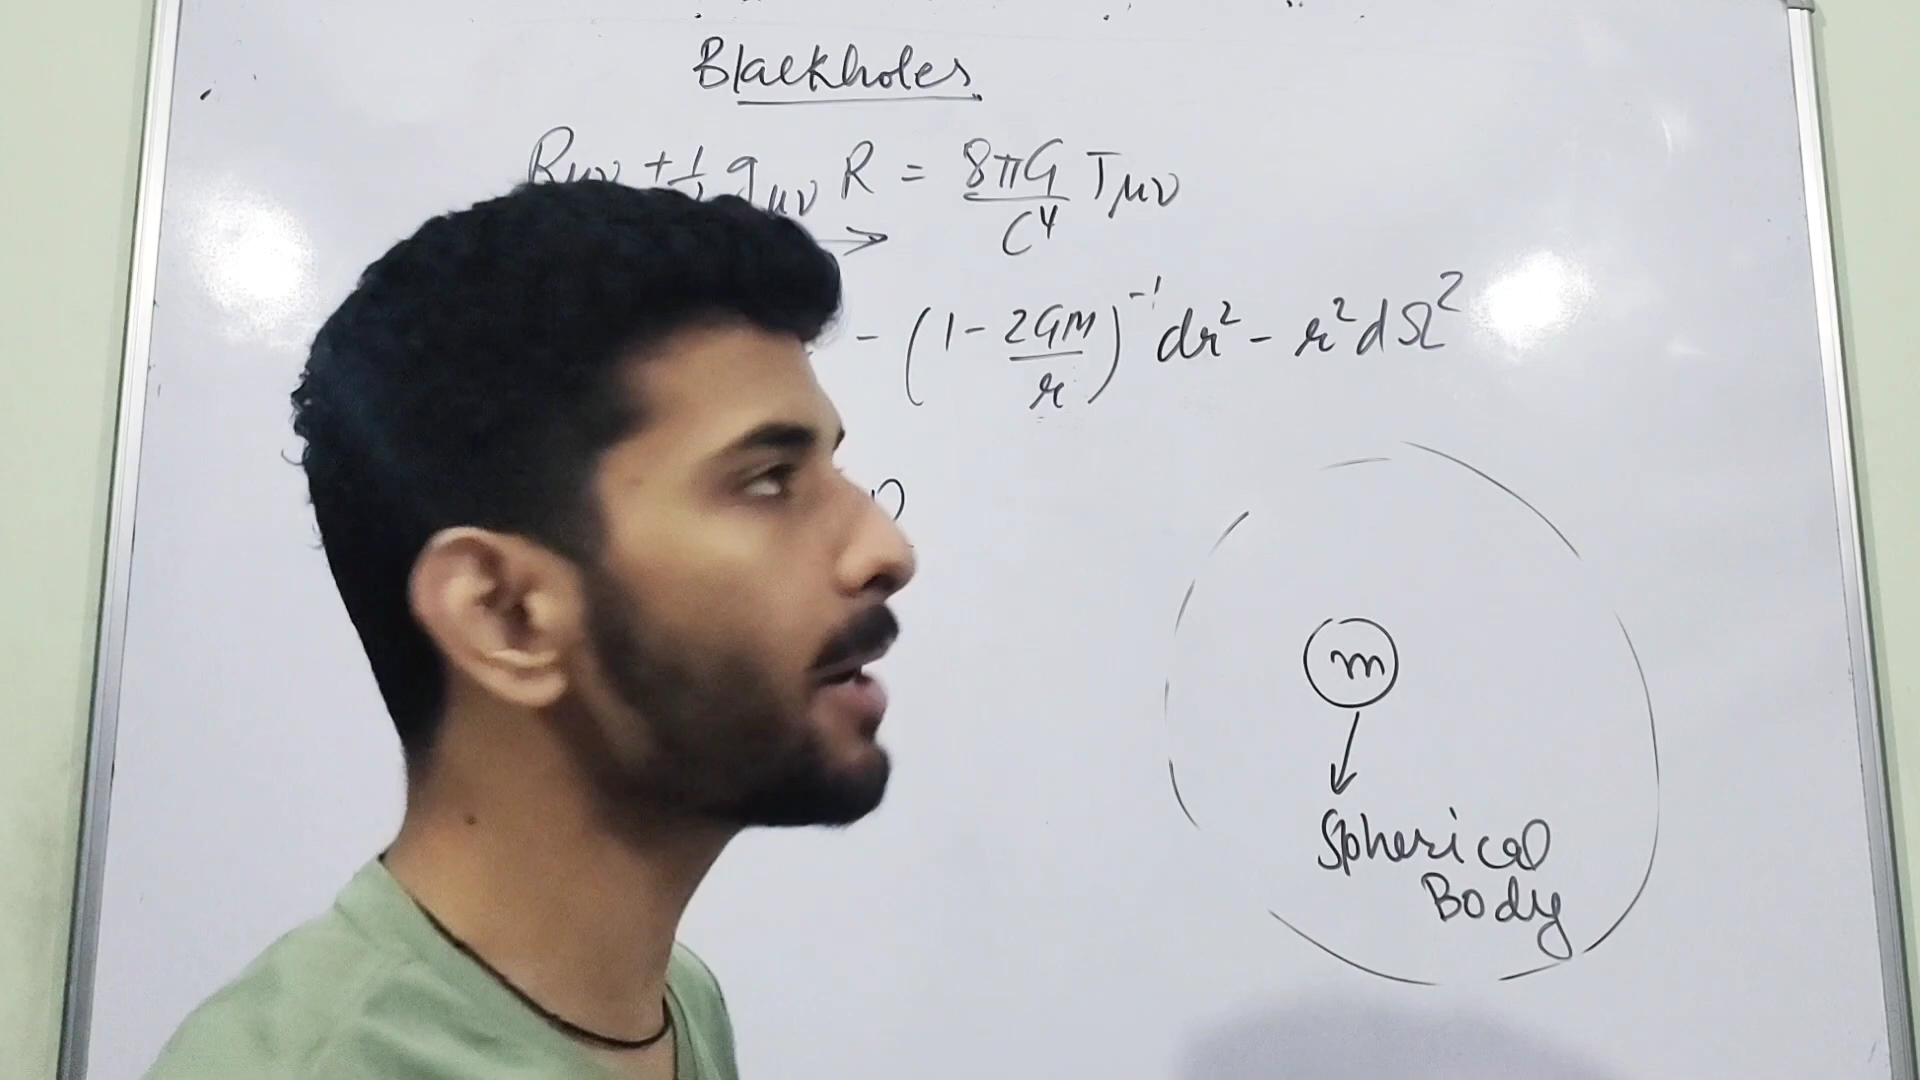 Blackholes
Rμν + 1/2 gμν R = 8πG/C⁴ Tμν
- (1 - 2GM/r)⁻¹ dr² - r² dΩ²
m
Spherical
Body